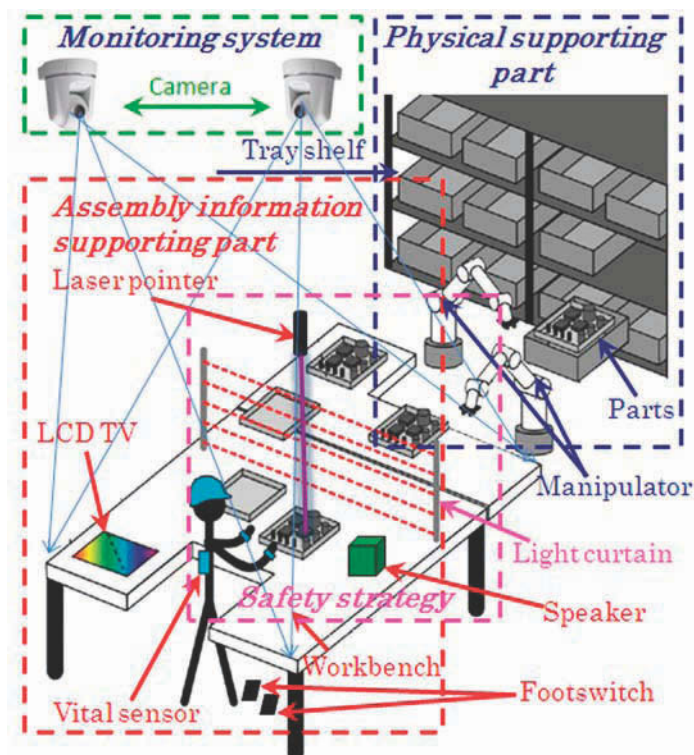 Monitoring system
Physical supporting
part
Camera
Tray shelf
Assembly information
supporting part
Laser pointer
LCD TV
Parts
Manipulator
Light curtain
Safety strategy
Speaker
Workbench
Footswitch
Vital sensor